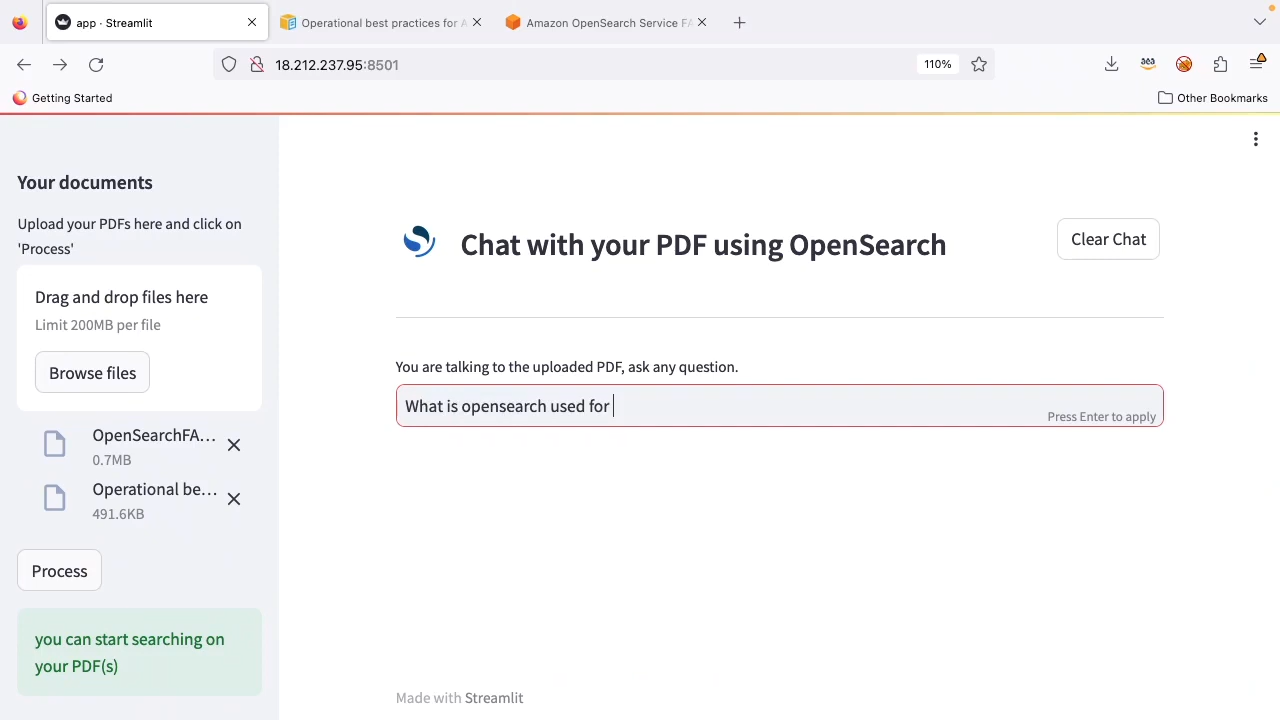 app · Streamlit
Operational best practices for A
Amazon OpenSearch Service FA
18.212.237.95:8501
110%
aea
Getting Started
Other Bookmarks
Your documents
Upload your PDFs here and click on
'Process'
Drag and drop files here
Limit 200MB per file
Browse files
OpenSearchFA...
0.7MB
Operational be...
491.6KB
Process
you can start searching on
your PDF(s)
Chat with your PDF using OpenSearch
Clear Chat
You are talking to the uploaded PDF, ask any question.
What is opensearch used for
Press Enter to apply
Made with Streamlit